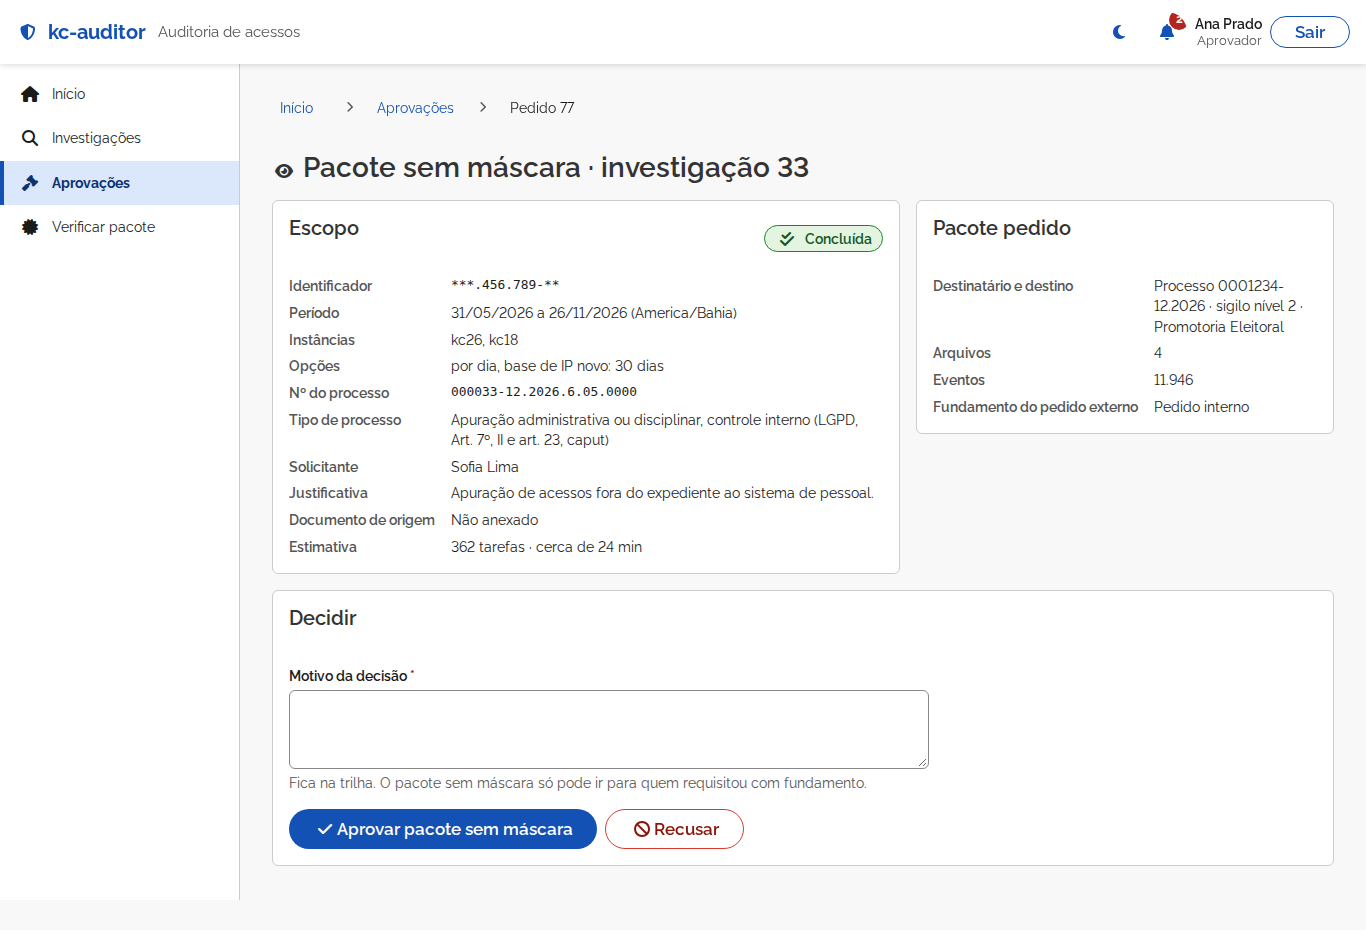 kc-auditor Auditoria de acessos
2
Ana Prado
Aprovador
Sair
Início
Investigações
Aprovações
Verificar pacote
Início
Aprovações
Pedido 77
Pacote sem máscara · investigação 33
Escopo
Concluída
Identificador ***.456.789-**
Período 31/05/2026 a 26/11/2026 (America/Bahia)
Instâncias kc26, kc18
Opções por dia, base de IP novo: 30 dias
Nº do processo 000033-12.2026.6.05.0000
Tipo de processo Apuração administrativa ou disciplinar, controle interno (LGPD,
Art. 7º, II e art. 23, caput)
Solicitante Sofia Lima
Justificativa Apuração de acessos fora do expediente ao sistema de pessoal.
Documento de origem Não anexado
Estimativa 362 tarefas · cerca de 24 min
Pacote pedido
Destinatário e destino Processo 0001234-
12.2026 · sigilo nível 2 ·
Promotoria Eleitoral
Arquivos 4
Eventos 11.946
Fundamento do pedido externo Pedido interno
Decidir
Motivo da decisão *
Fica na trilha. O pacote sem máscara só pode ir para quem requisitou com fundamento.
Aprovar pacote sem máscara
Recusar